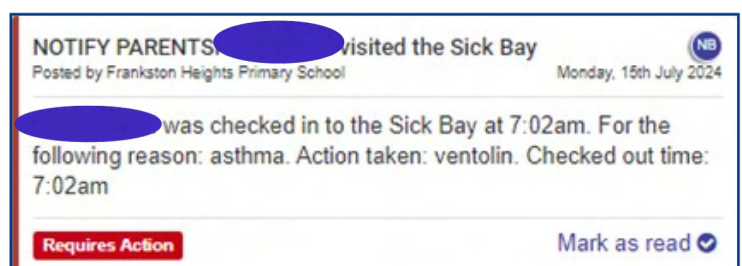 NOTIFY PARENTS: visited the Sick Bay
NB
Posted by Frankston Heights Primary School
Monday, 15th July 2024
was checked in to the Sick Bay at 7:02am. For the
following reason: asthma. Action taken: ventolin. Checked out time:
7:02am
Requires Action
Mark as read